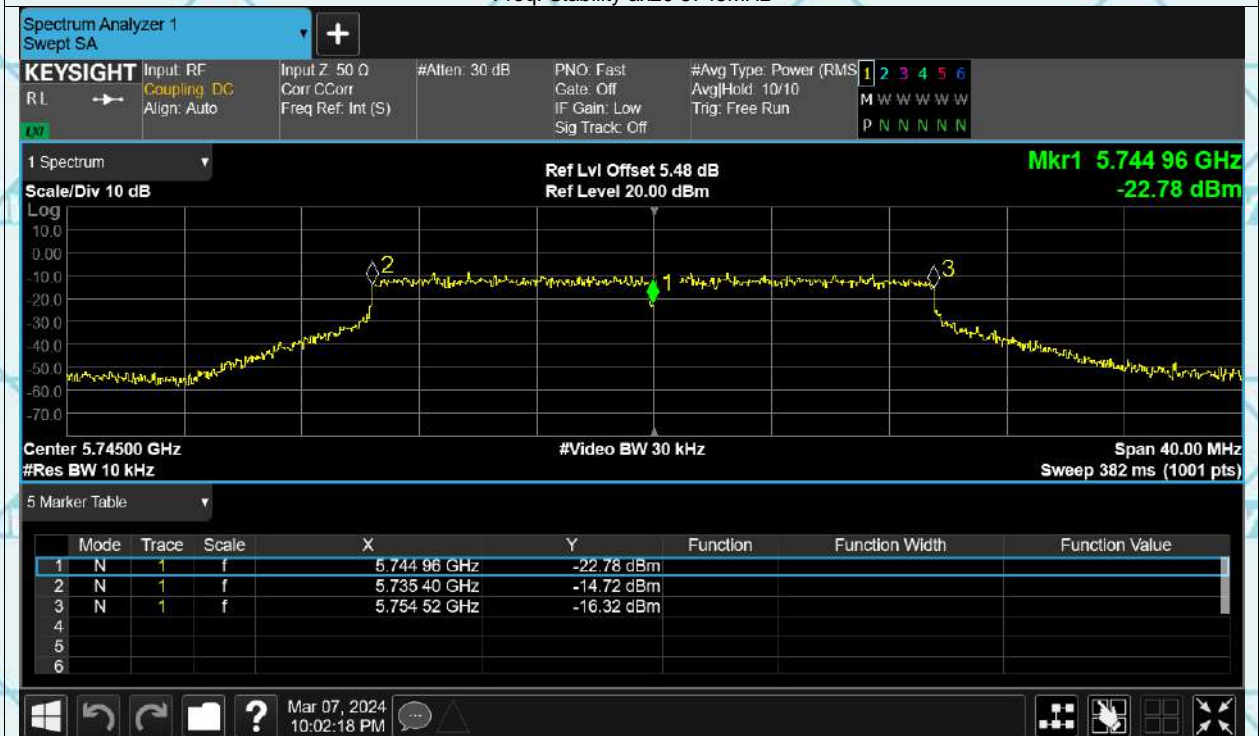 Freq. Stability ax20 5745MHz
Spectrum Analyzer 1
Swept SA
+
KEYSIGHT
RL
LXI
Input: RF
Coupling: DC
Align: Auto
Input Z: 50 Ω
Corr CCorr
Freq Ref: Int (S)
#Atten: 30 dB
PNO: Fast
Gate: Off
IF Gain: Low
Sig Track: Off
#Avg Type: Power (RMS
Avg|Hold: 10/10
Trig: Free Run
1 2 3 4 5 6
M W W W W W
P N N N N N
1 Spectrum
Scale/Div 10 dB
Ref Lvl Offset 5.48 dB
Ref Level 20.00 dBm
Mkr1 5.744 96 GHz
-22.78 dBm
Log
10.0
0.00
-10.0
-20.0
-30.0
-40.0
-50.0
-60.0
-70.0
2
1
3
Center 5.74500 GHz
#Res BW 10 kHz
#Video BW 30 kHz
Span 40.00 MHz
Sweep 382 ms (1001 pts)
5 Marker Table
Mode Trace Scale X Y Function Function Width Function Value
1 N 1 f 5.744 96 GHz -22.78 dBm
2 N 1 f 5.735 40 GHz -14.72 dBm
3 N 1 f 5.754 52 GHz -16.32 dBm
4
5
6
?
Mar 07, 2024
10:02:18 PM